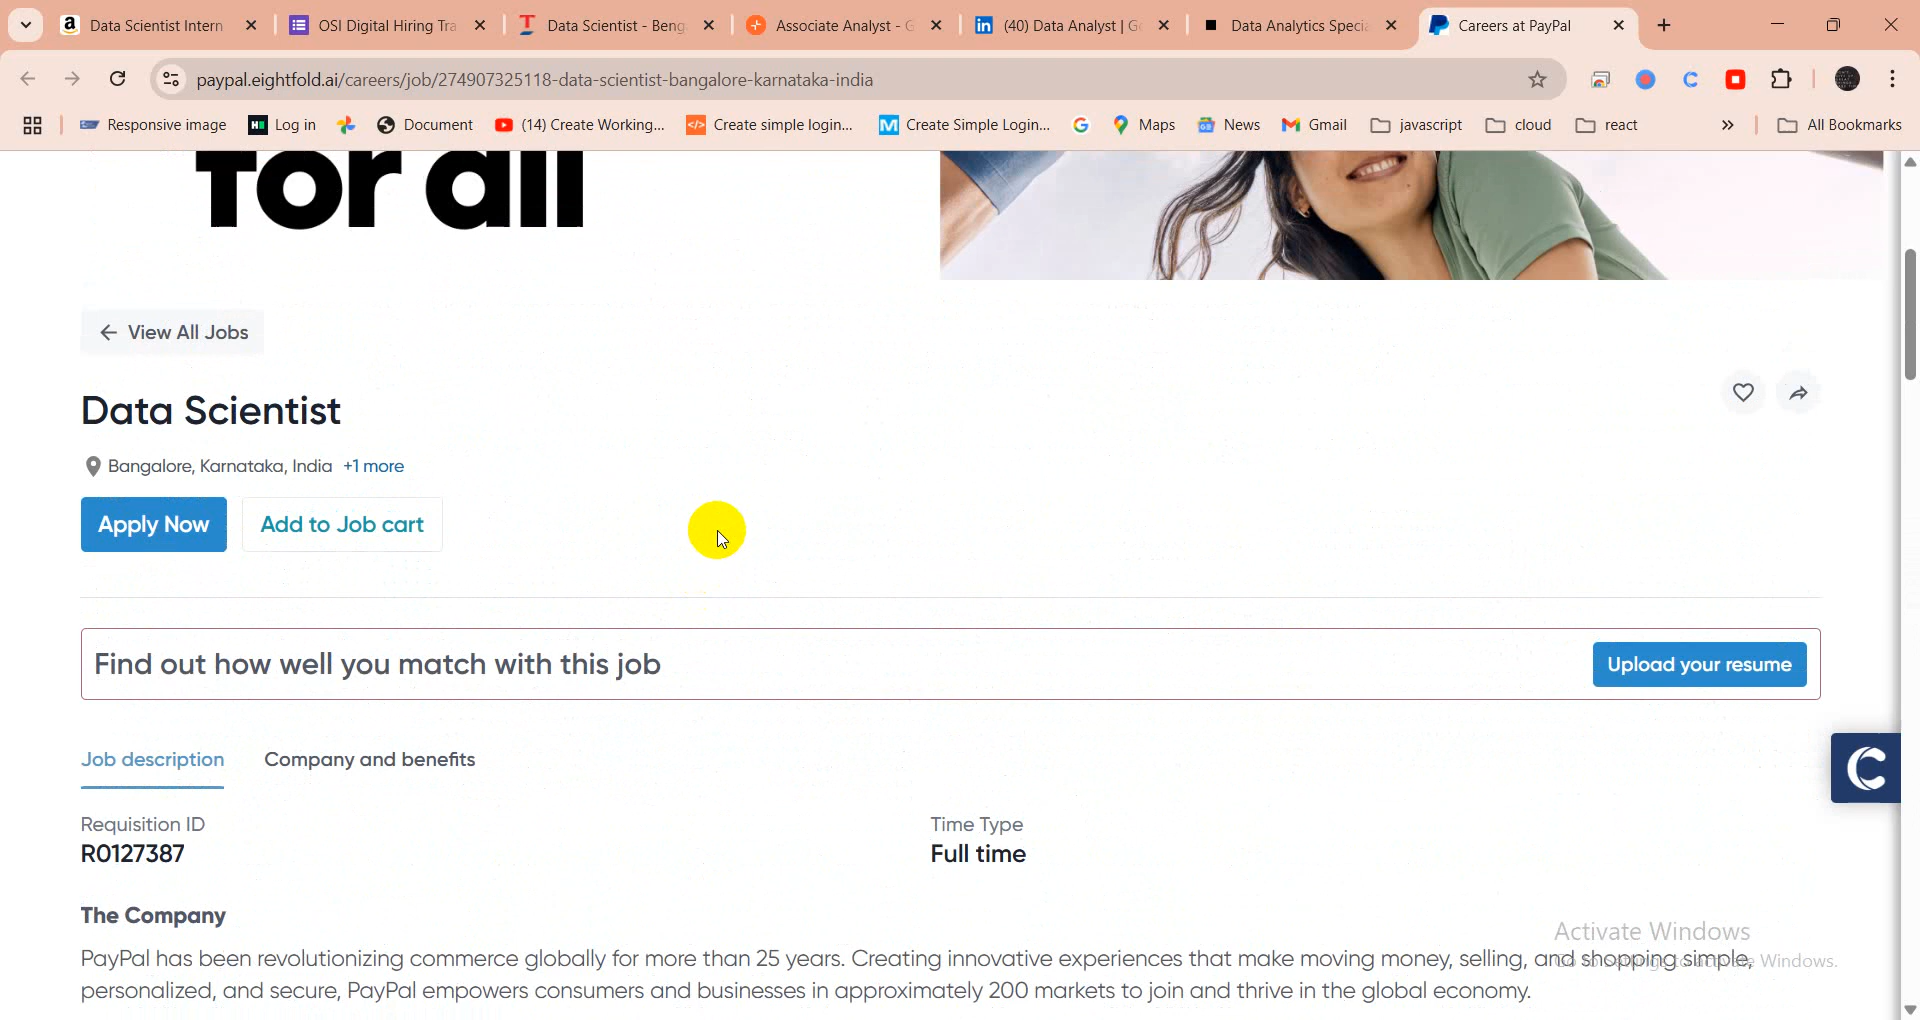 Data Scientist Intern
OSI Digital Hiring Tra
Data Scientist - Beng
Associate Analyst - G
(40) Data Analyst | Ge
Data Analytics Specia
Careers at PayPal
paypal.eightfold.ai/careers/job/274907325118-data-scientist-bangalore-karnataka-india
Responsive image
Log in
Document
(14) Create Working...
Create simple login...
Create Simple Login...
Maps
News
Gmail
javascript
cloud
react
All Bookmarks
for all
View All Jobs
Data Scientist
Bangalore, Karnataka, India +1 more
Apply Now
Add to Job cart
Find out how well you match with this job
Upload your resume
Job description
Company and benefits
Requisition ID
R0127387
Time Type
Full time
The Company
Activate Windows
Go to Settings to activate Windows.
PayPal has been revolutionizing commerce globally for more than 25 years. Creating innovative experiences that make moving money, selling, and shopping simple,
personalized, and secure, PayPal empowers consumers and businesses in approximately 200 markets to join and thrive in the global economy.